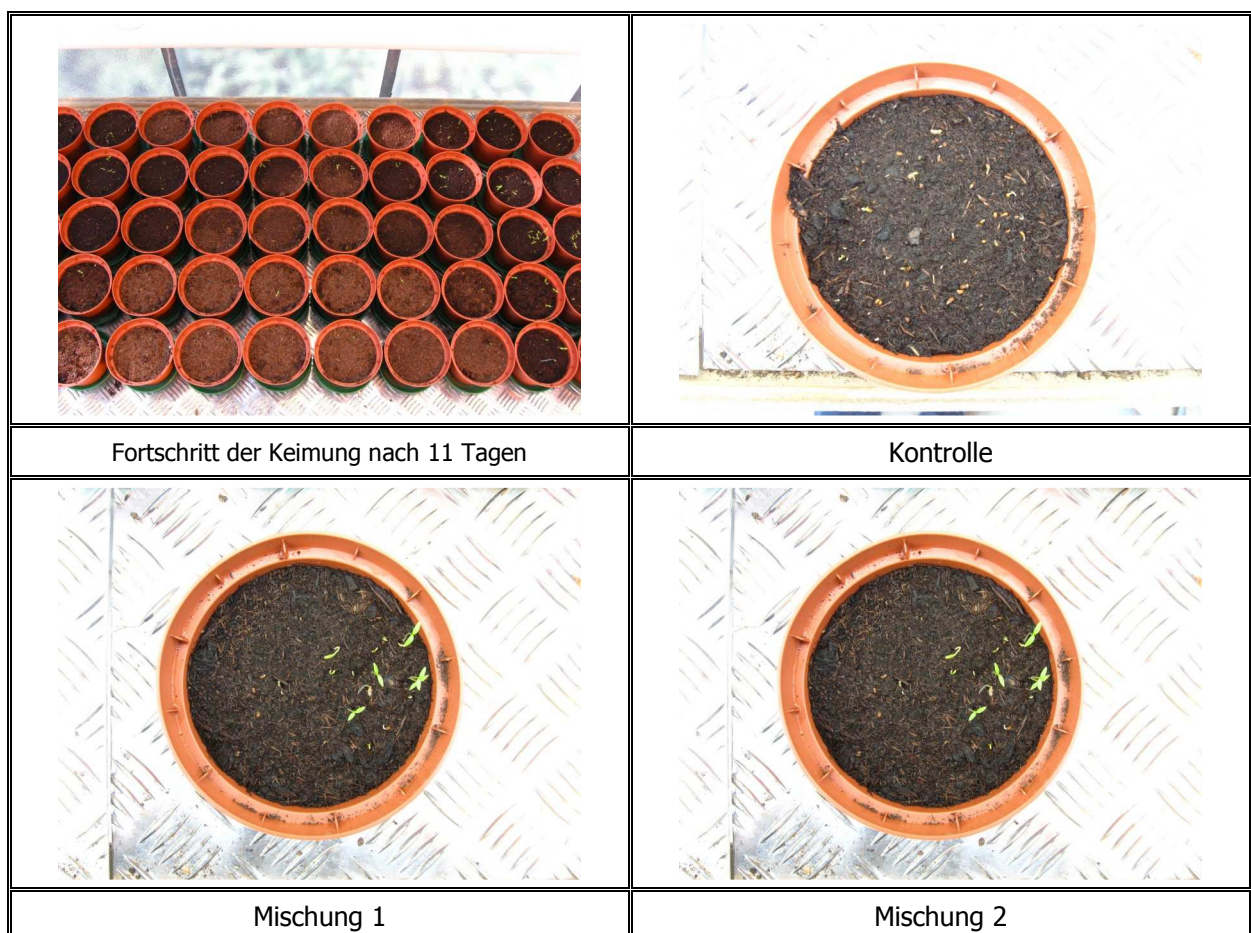 Fortschritt der Keimung nach 11 Tagen
Kontrolle
Mischung 1
Mischung 2